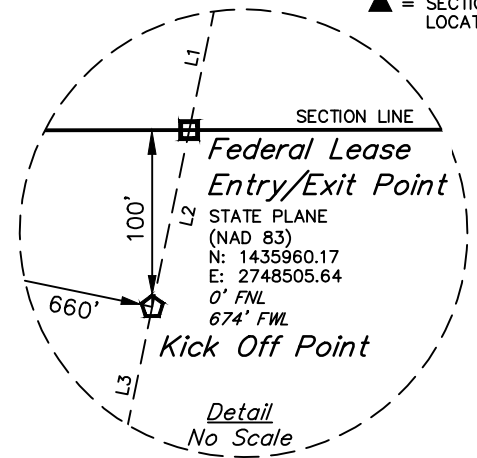 ▲ = SECTIO
LOCAT
L1
SECTION LINE
Federal Lease
Entry/Exit Point
100'
L2
STATE PLANE
(NAD 83)
N: 1435960.17
E: 2748505.64
0' FNL
674' FWL
660'
Kick Off Point
L3
Detail
No Scale